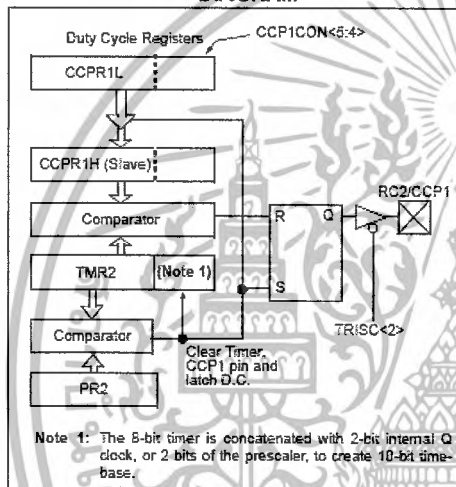 Duty Cycle Registers
CCP1CON<5:4>
CCPR1L
CCPR1H (Slave)
RC2/CCP1
Comparator
R
Q
TMR2
(Note 1)
S
TRISC<2>
Comparator
Clear Timer,
CCP1 pin and
latch D.C.
PR2
Note 1: The 8-bit timer is concatenated with 2-bit internal Q
clock, or 2 bits of the prescaler, to create 10-bit time-
base.